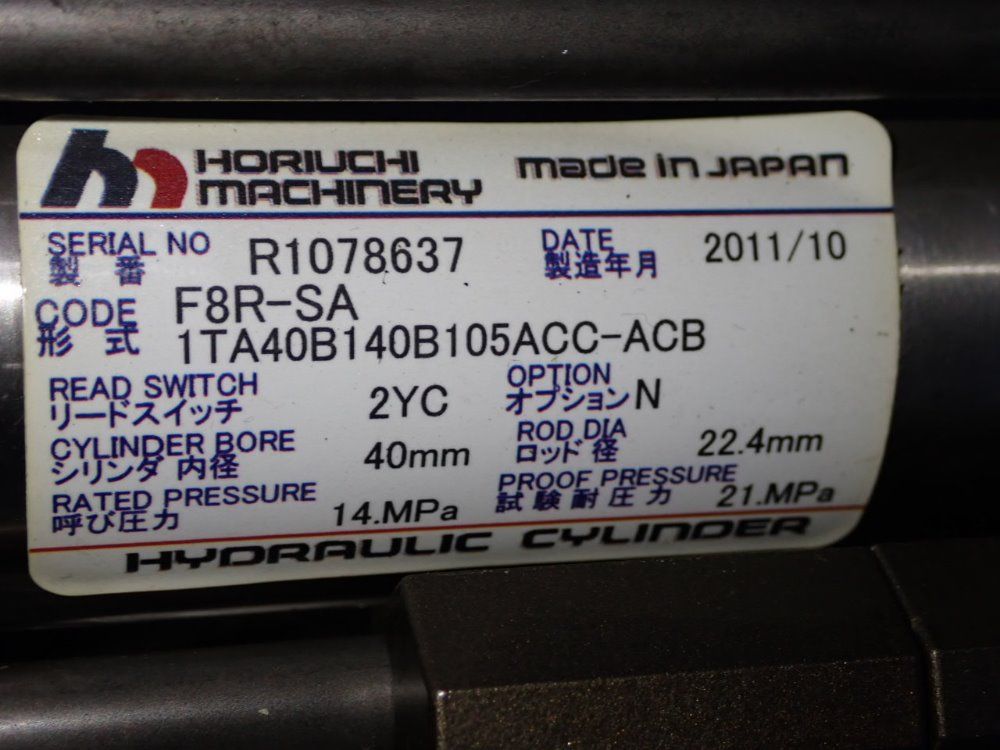 HORIUCHI
MACHINERY
made in JAPAN
SERIAL NO
製 番
R1078637
DATE
製造年月
2011/10
CODE
形 式
F8R-SA
1TA40B140B105ACC-ACB
READ SWITCH
リードスイッチ
2YC
OPTION
オプション
N
CYLINDER BORE
シリンダ 内径
40mm
ROD DIA
ロッド 径
22.4mm
RATED PRESSURE
呼び圧力
14.MPa
PROOF PRESSURE
試験耐圧力
21.MPa
HYDRAULIC CYLINDER